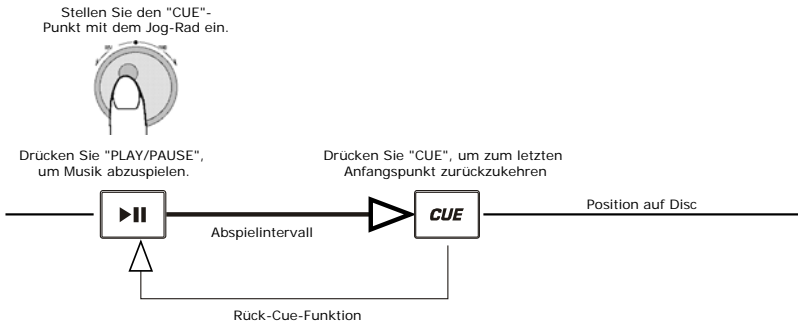 Stellen Sie den "CUE"-
Punkt mit dem Jog-Rad ein.
Drücken Sie "PLAY/PAUSE",
um Musik abzuspielen.
Drücken Sie "CUE", um zum letzten
Anfangspunkt zurückzukehren
CUE
Position auf Disc
Abspielintervall
Rück-Cue-Funktion